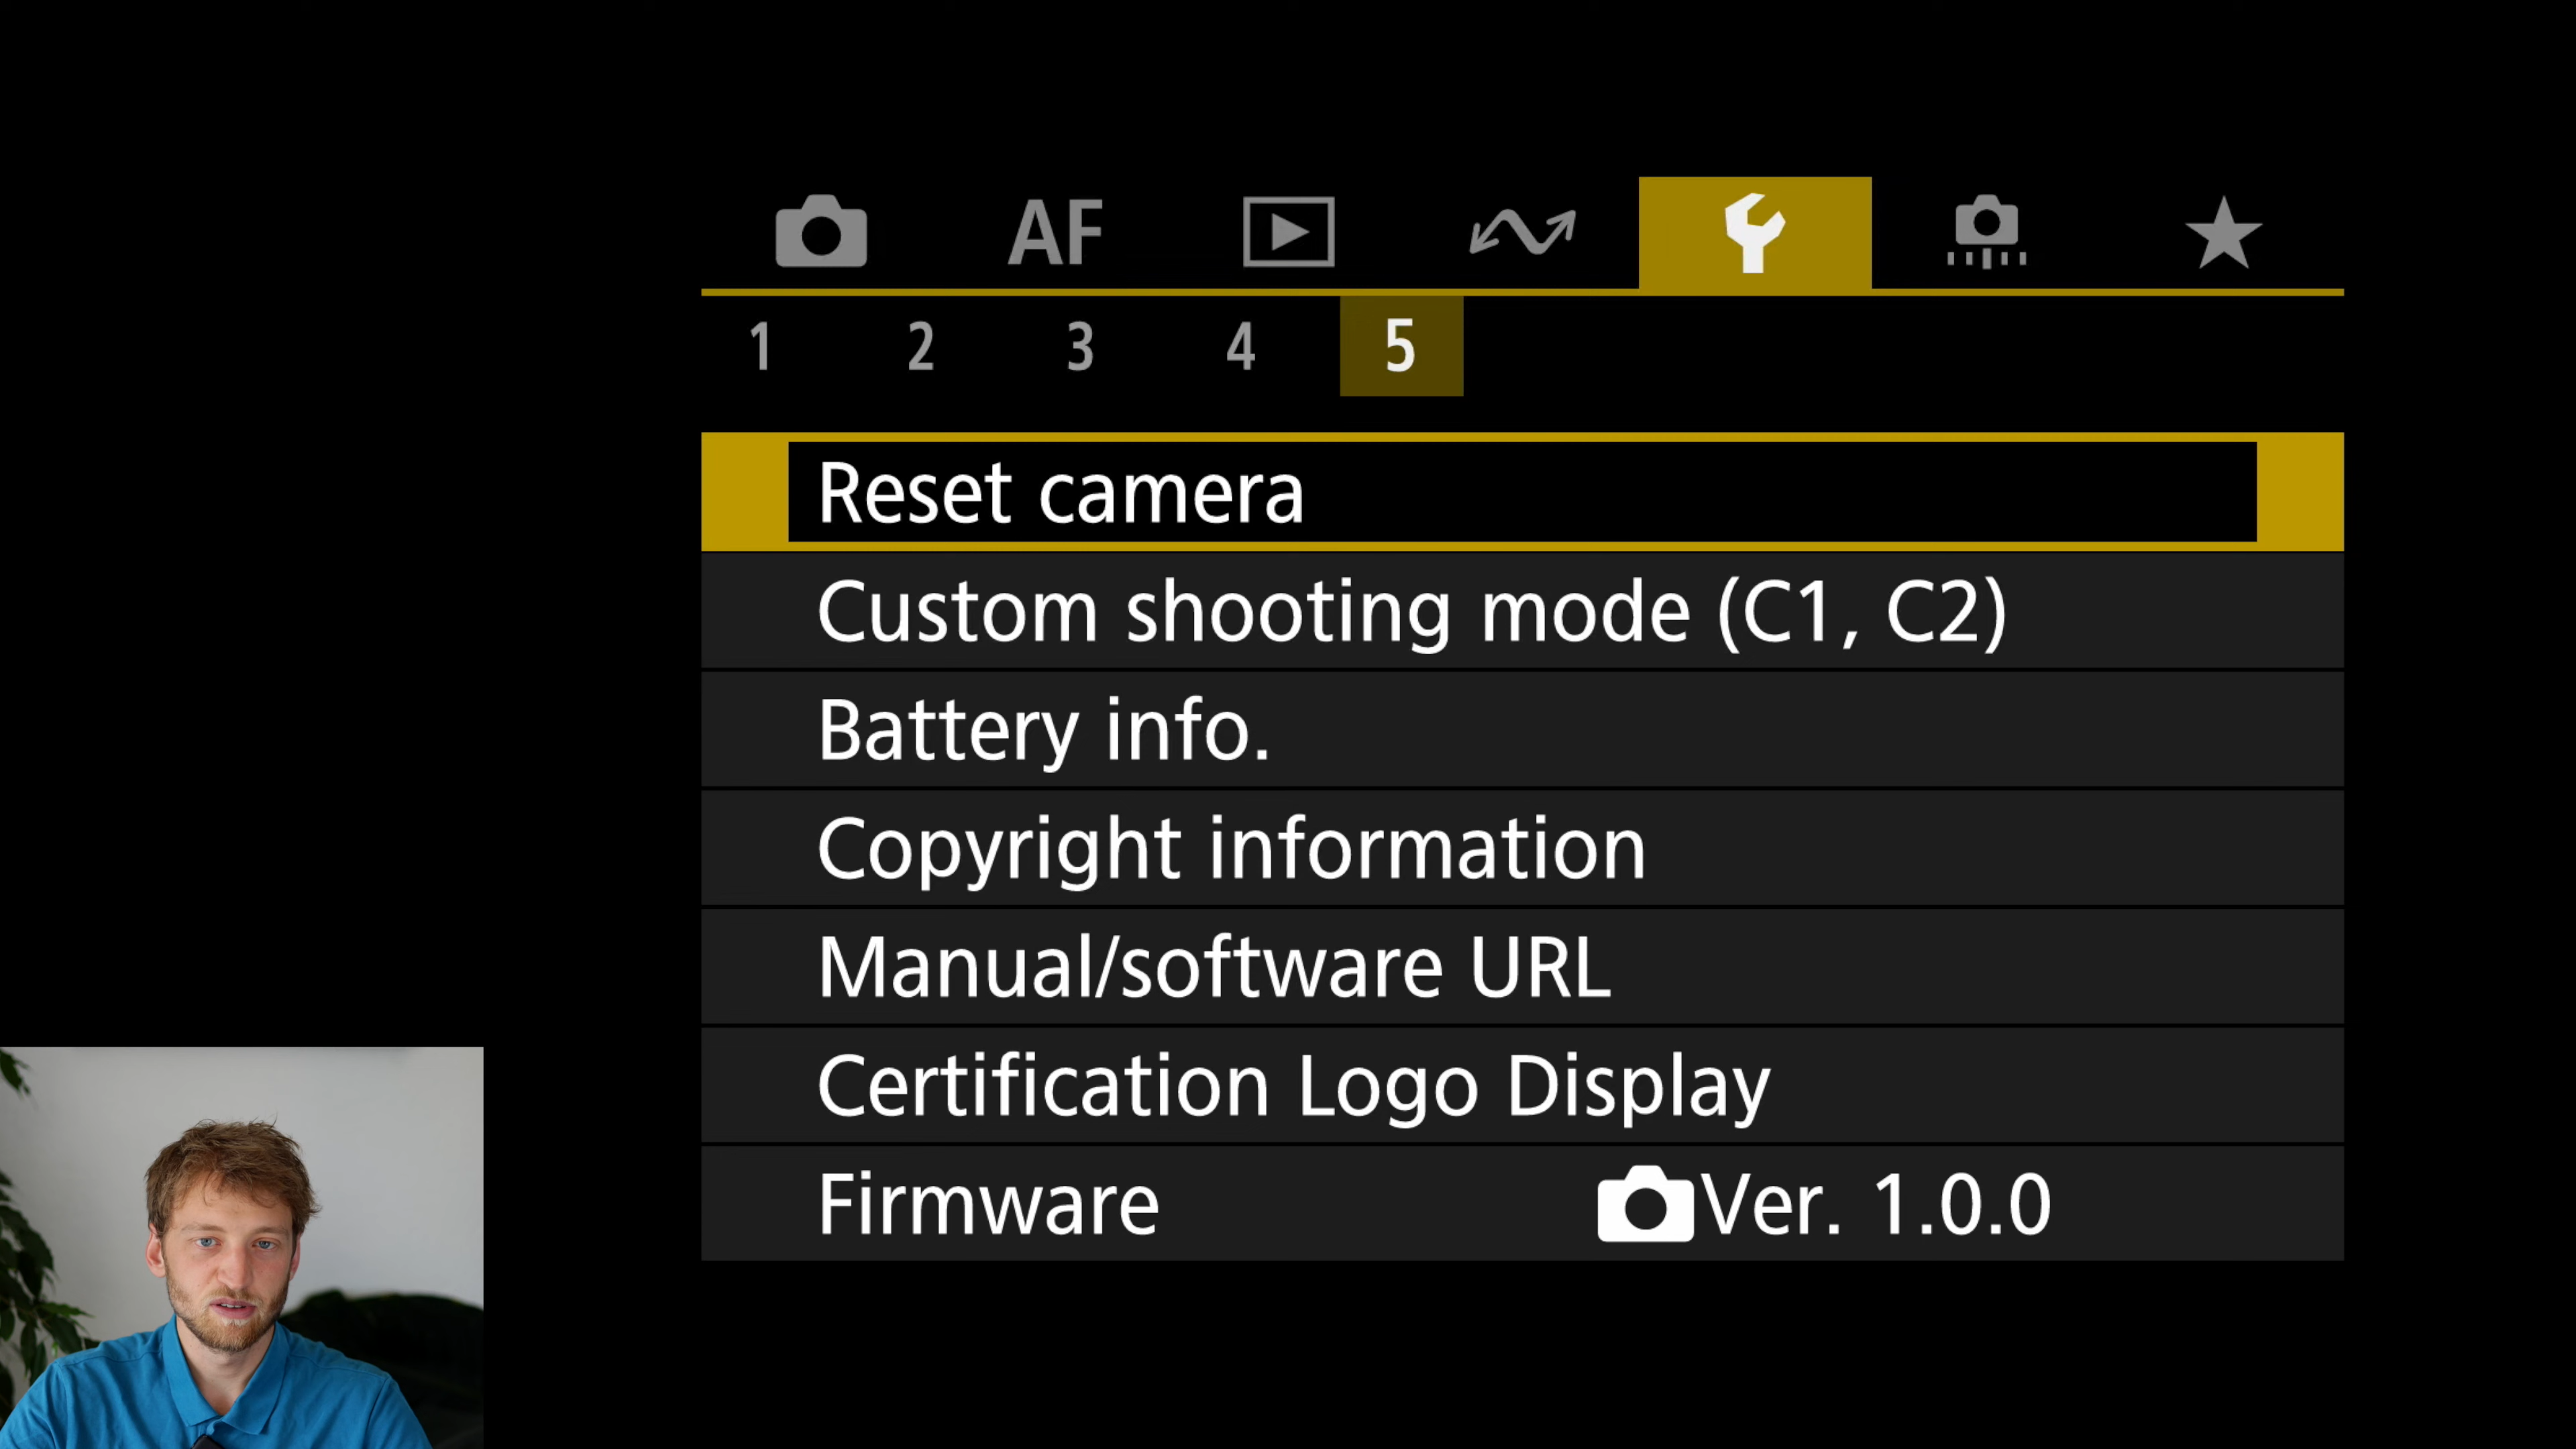 AF
1 2 3 4 5
Reset camera
Custom shooting mode (C1, C2)
Battery info.
Copyright information
Manual/software URL
Certification Logo Display
Firmware Ver. 1.0.0